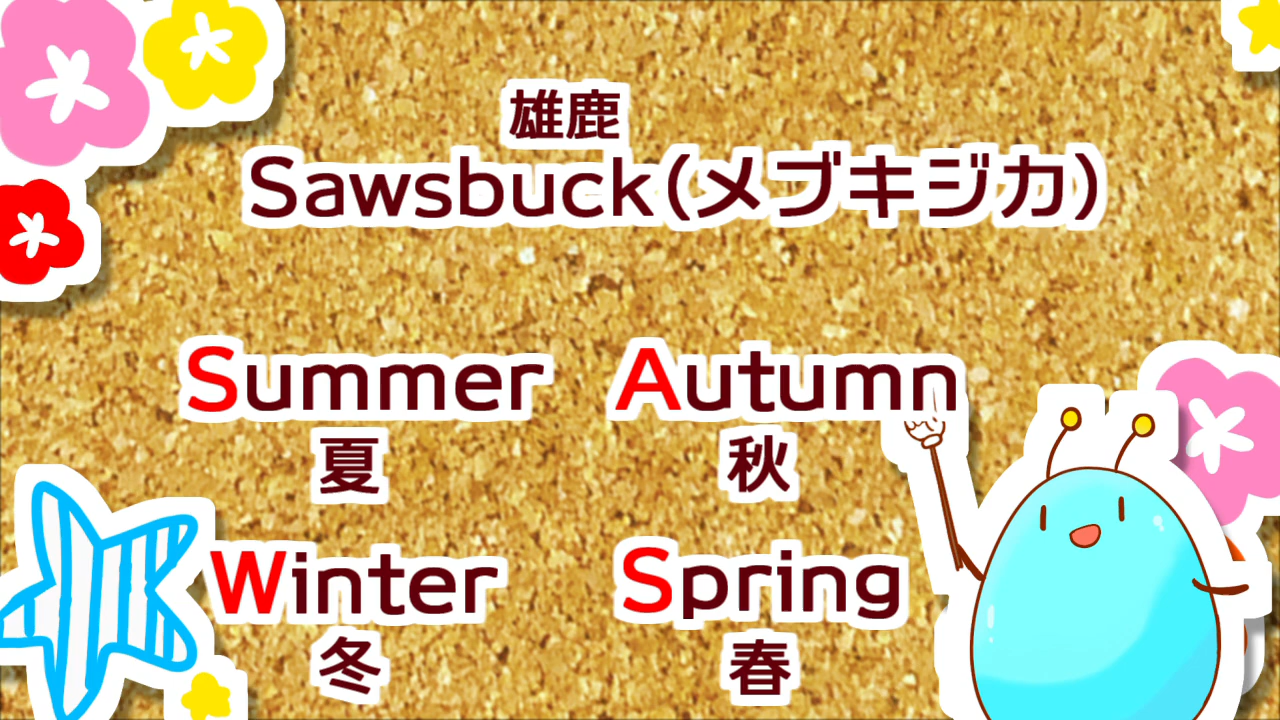 雄鹿
Sawsbuck(メブキジカ)
Summer Autumn
夏 秋
Winter Spring
冬 春